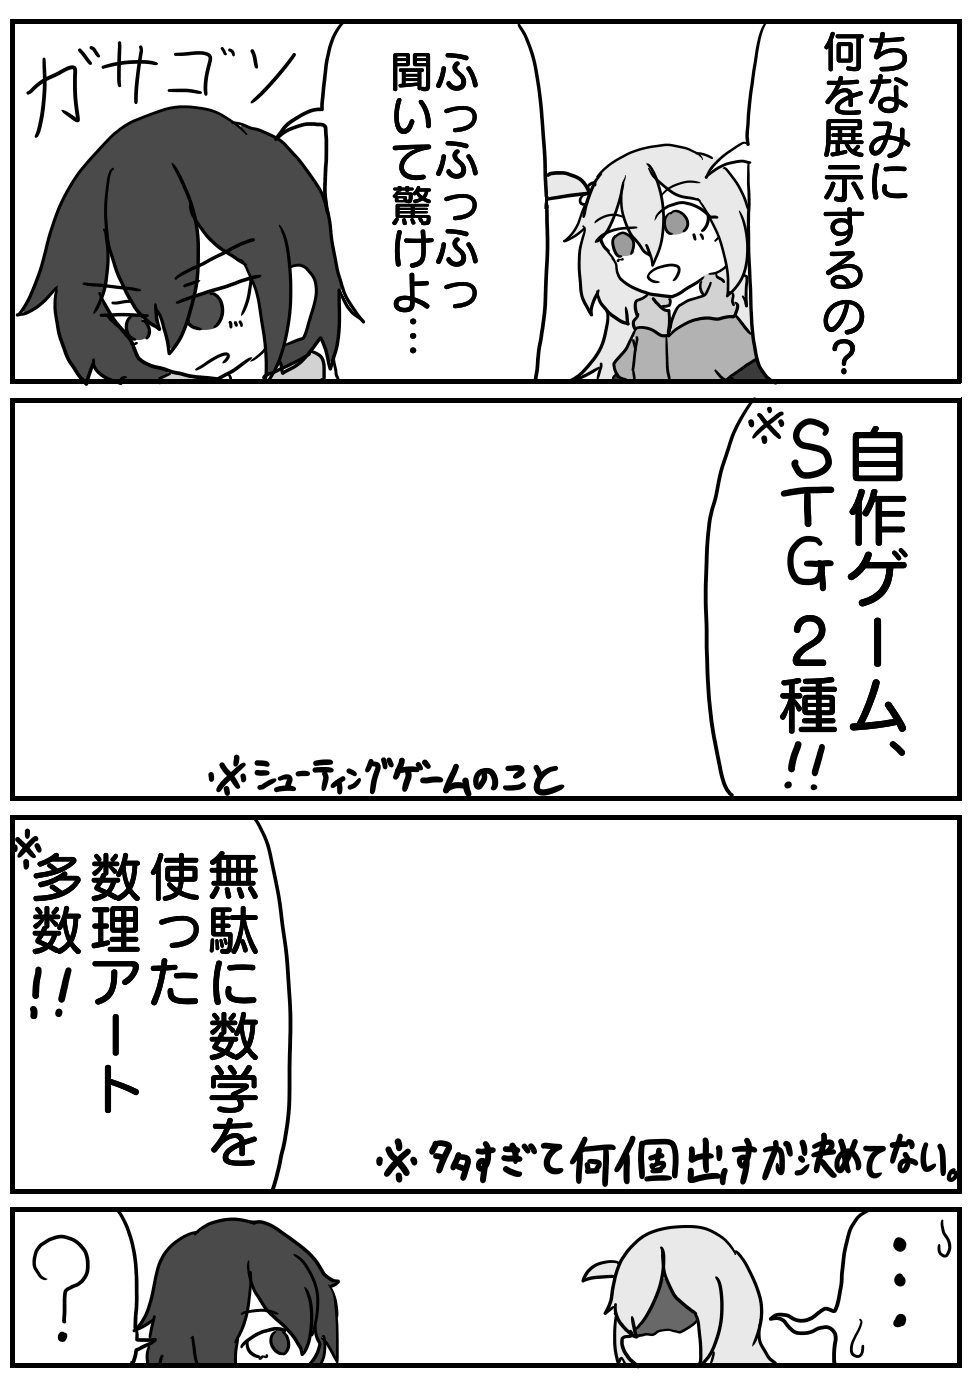 ちなみに
何を展示するの？
ふっふっふっ
聞いて驚けよ…
ガサゴソ
自作ゲーム、
※STG2種!!
※シューティングゲームのこと
無駄に数学を
使った
数理アート
※多数!!
※多すぎて何個出すか決めてない。
・・・
？